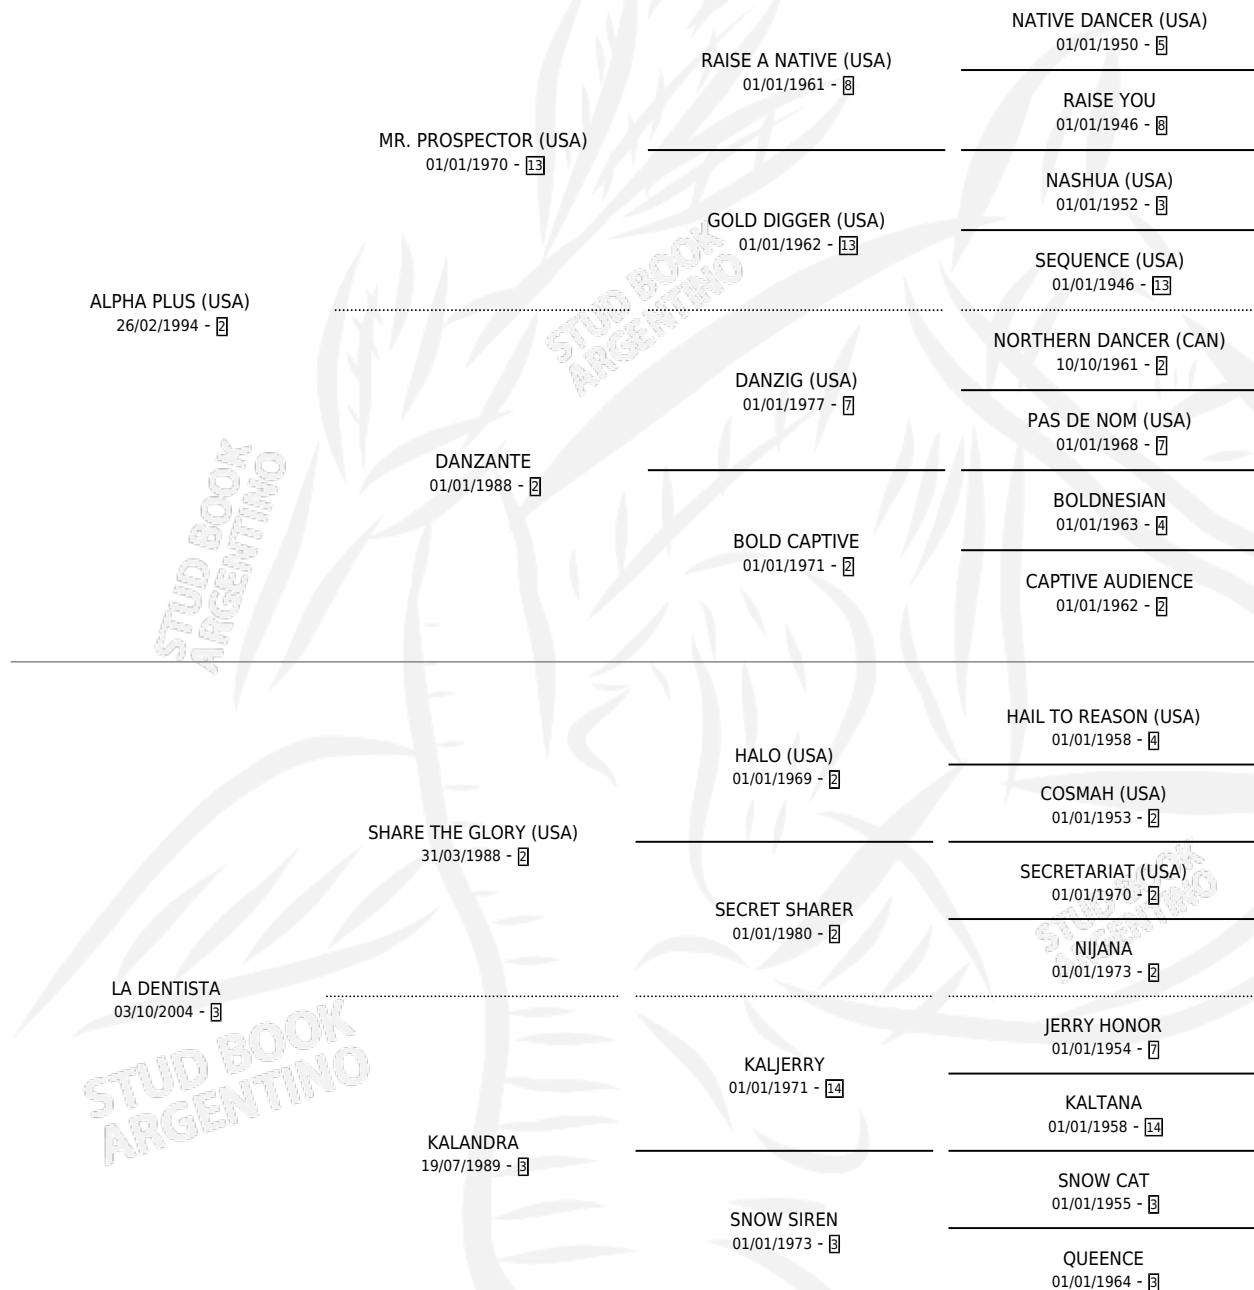 NATIVE DANCER (USA)
01/01/1950 - 5
RAISE A NATIVE (USA)
01/01/1961 - 8
RAISE YOU
01/01/1946 - 8
MR. PROSPECTOR (USA)
01/01/1970 - 13
NASHUA (USA)
01/01/1952 - 3
GOLD DIGGER (USA)
01/01/1962 - 13
SEQUENCE (USA)
01/01/1946 - 13
ALPHA PLUS (USA)
26/02/1994 - 2
STUD BOOK
ARGENTINO
NORTHERN DANCER (CAN)
10/10/1961 - 2
DANZIG (USA)
01/01/1977 - 7
PAS DE NOM (USA)
01/01/1968 - 7
DANZANTE
01/01/1988 - 2
BOLDNESIAN
01/01/1963 - 4
BOLD CAPTIVE
01/01/1971 - 2
CAPTIVE AUDIENCE
01/01/1962 - 2
STUD BOOK
ARGENTINO
HAIL TO REASON (USA)
01/01/1958 - 4
HALO (USA)
01/01/1969 - 2
COSMAH (USA)
01/01/1953 - 2
SHARE THE GLORY (USA)
31/03/1988 - 2
SECRETARIAT (USA)
01/01/1970 - 2
SECRET SHARER
01/01/1980 - 2
NIJANA
01/01/1973 - 2
STUD BOOK
ARGENTINO
LA DENTISTA
03/10/2004 - 3
JERRY HONOR
01/01/1954 - 7
KALJERRY
01/01/1971 - 14
KALTANA
01/01/1958 - 14
STUD BOOK
ARGENTINO
KALANDRA
19/07/1989 - 3
SNOW CAT
01/01/1955 - 3
SNOW SIREN
01/01/1973 - 3
QUEENCE
01/01/1964 - 3